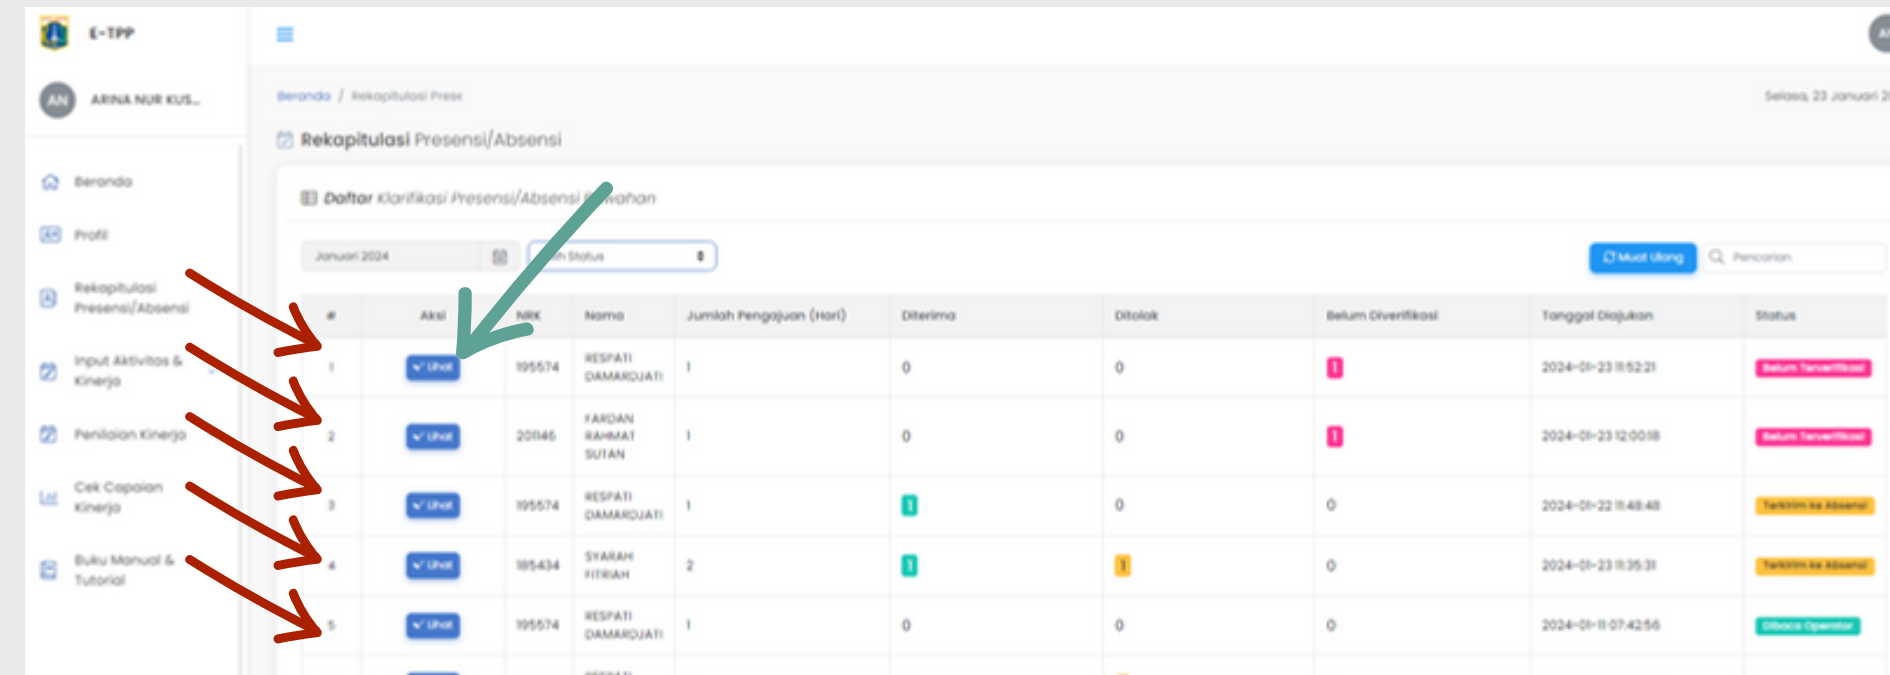 E-TPP
AN
ARINA NUR KUS...
Beranda / Rekapitulasi Prese
Selasa, 23 Januari 2
Rekapitulasi Presensi/Absensi
Beranda
Profil
Rekapitulasi
Presensi/Absensi
Input Aktivitas &
Kinerja
Penilaian Kinerja
Cek Capaian
Kinerja
Buku Manual &
Tutorial
Daftar Klarifikasi Presensi/Absensi
Januari 2024
Status
Muat Ulang
Pencarian
# Aksi NRK Nama Jumlah Pengajuan (Hari) Diterima Ditolak Belum Diverifikasi Tanggal Diajukan Status
1 Lihat 195574 RESPATI DAMARDJATI 1 0 0 1 2024-01-23 11:52:21 Belum Terverifikasi
2 Lihat 201146 FARDAN RAHMAT SUTAN 1 0 0 1 2024-01-23 12:00:18 Belum Terverifikasi
3 Lihat 195574 RESPATI DAMARDJATI 1 1 0 0 2024-01-22 11:48:48 Terkirim ke Absensi
4 Lihat 185434 SYARAH FITRIAH 2 1 1 0 2024-01-23 11:35:31 Terkirim ke Absensi
5 Lihat 195574 RESPATI DAMARDJATI 1 0 0 0 2024-01-11 07:42:56 Dibaca Operator